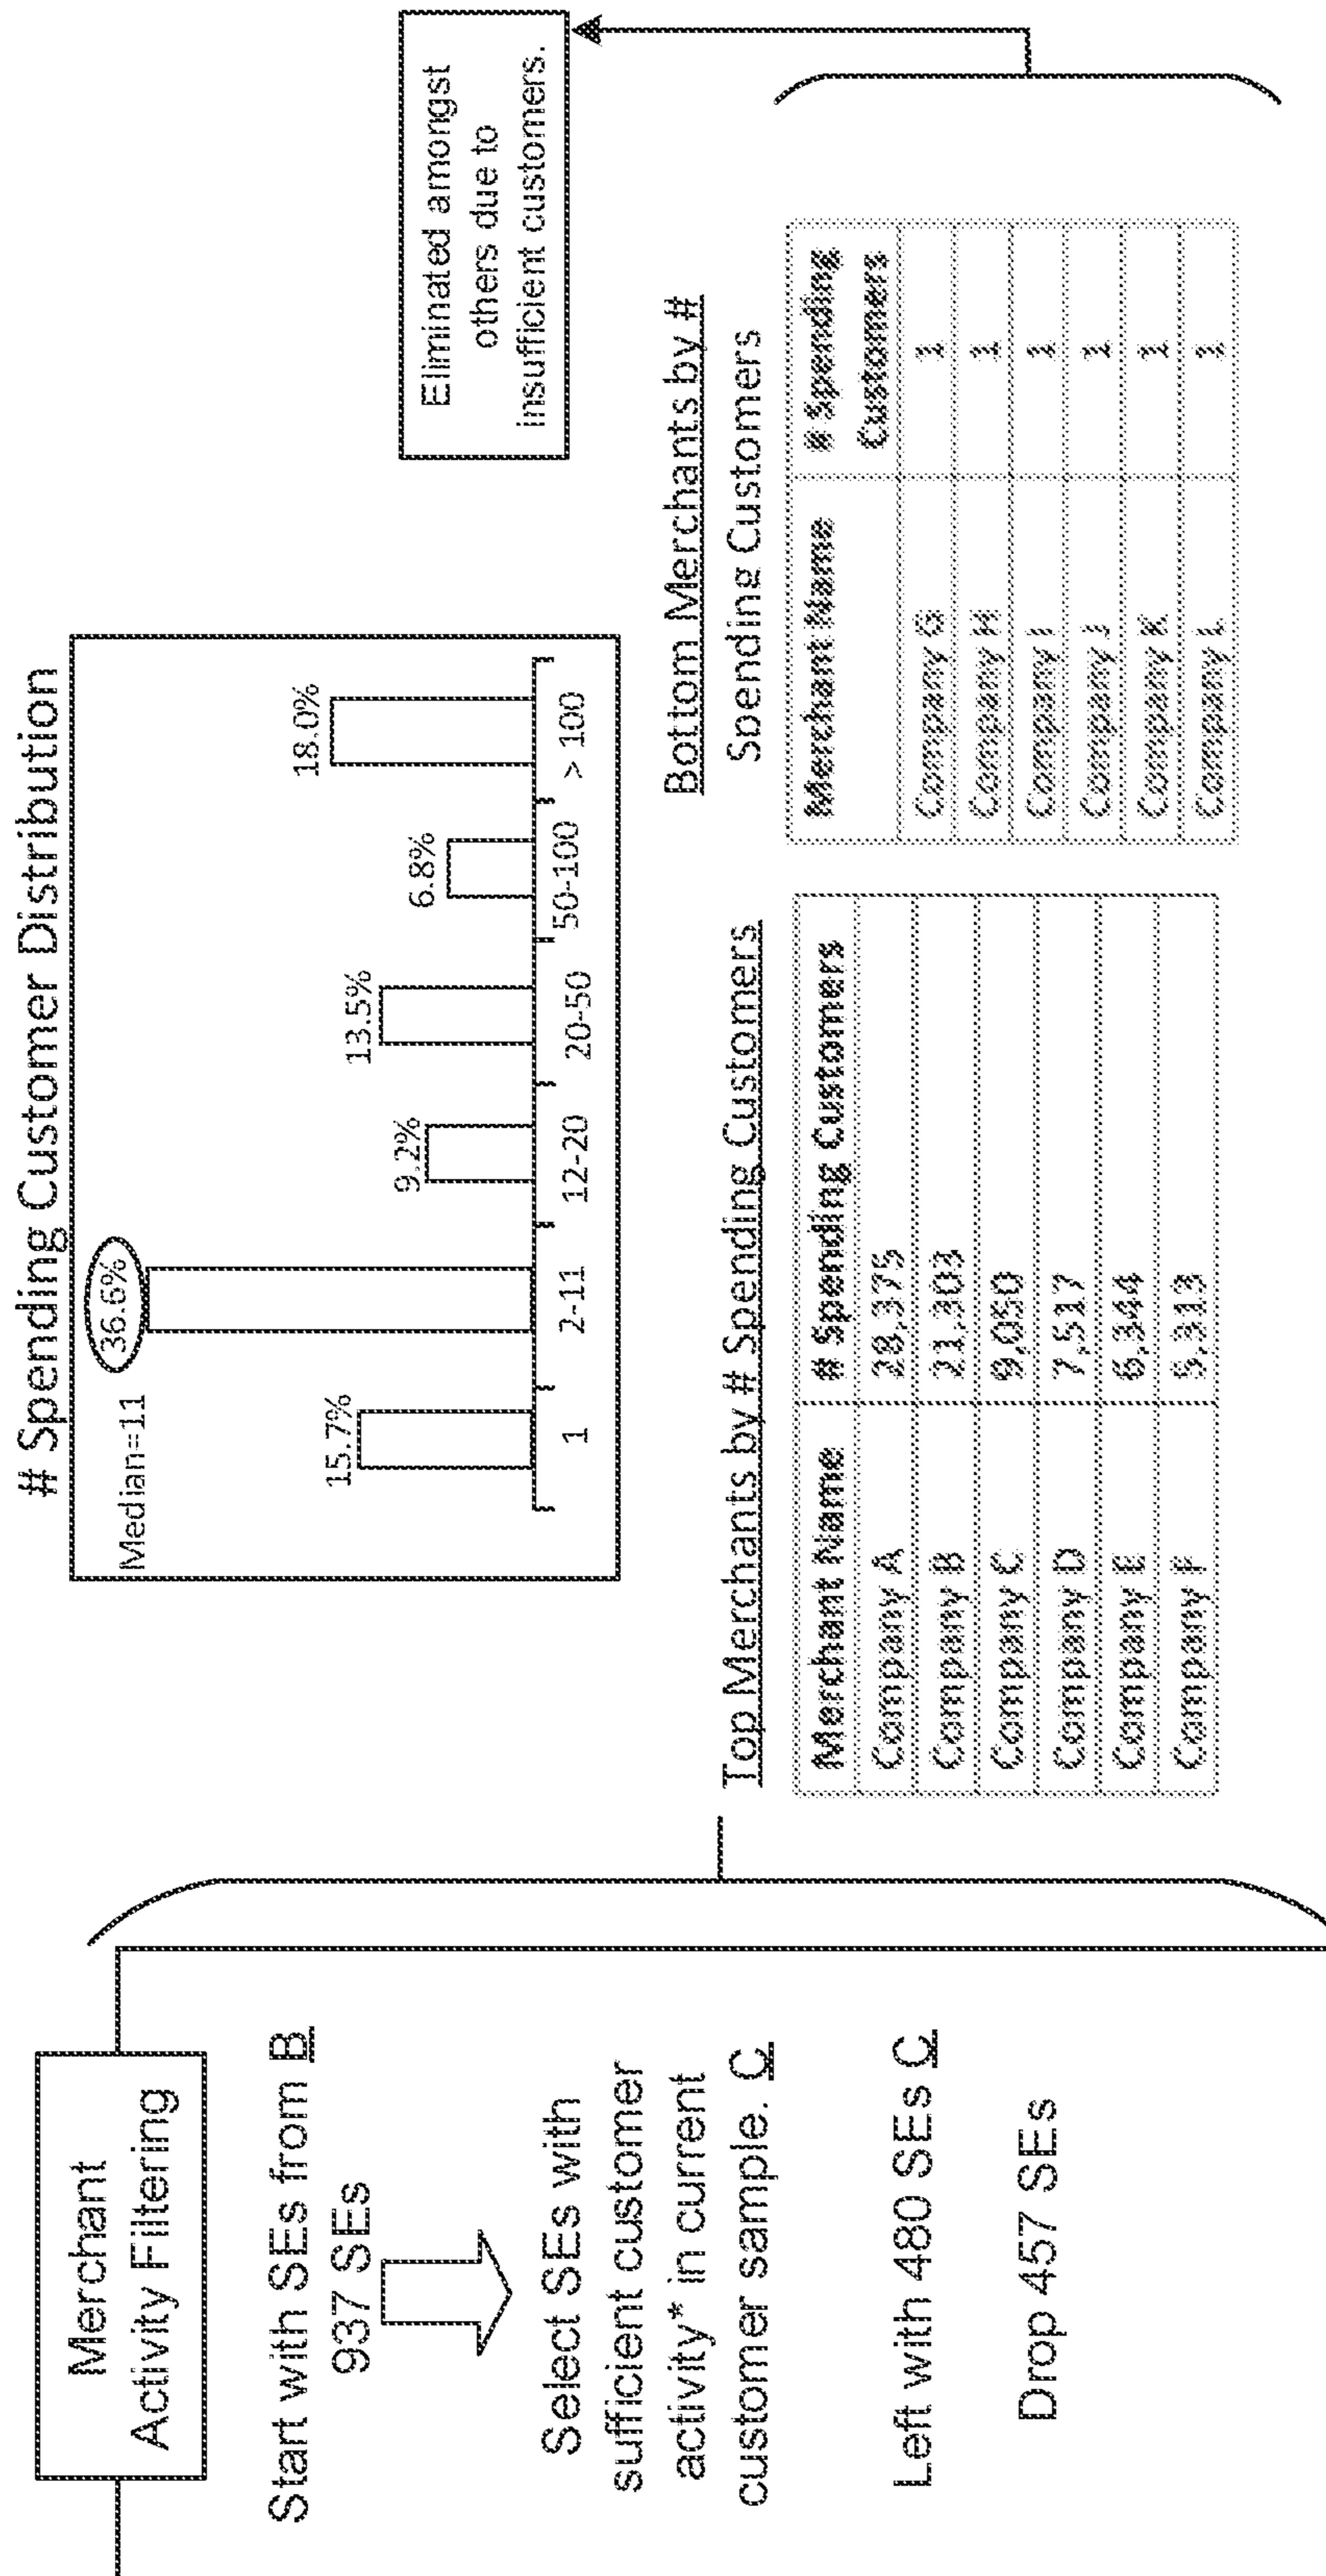 Merchant
Activity Filtering
Start with SEs from B
937 SEs
Select SEs with
sufficient customer
activity* in current
customer sample. C
Left with 480 SEs C
Drop 457 SEs
# Spending Customer Distribution
Median=11
15.7%
36.6%
9.2%
13.5%
6.8%
18.0%
1
2-11
12-20
20-50
50-100
> 100
Eliminated amongst
others due to
insufficient customers.
Top Merchants by # Spending Customers
Merchant Name # Spending Customers
Company A 28,375
Company B 21,303
Company C 9,050
Company D 7,517
Company E 6,344
Company F 5,313
Bottom Merchants by #
Spending Customers
Merchant Name # Spending
Customers
Company G 1
Company H 1
Company I 1
Company J 1
Company K 1
Company L 1